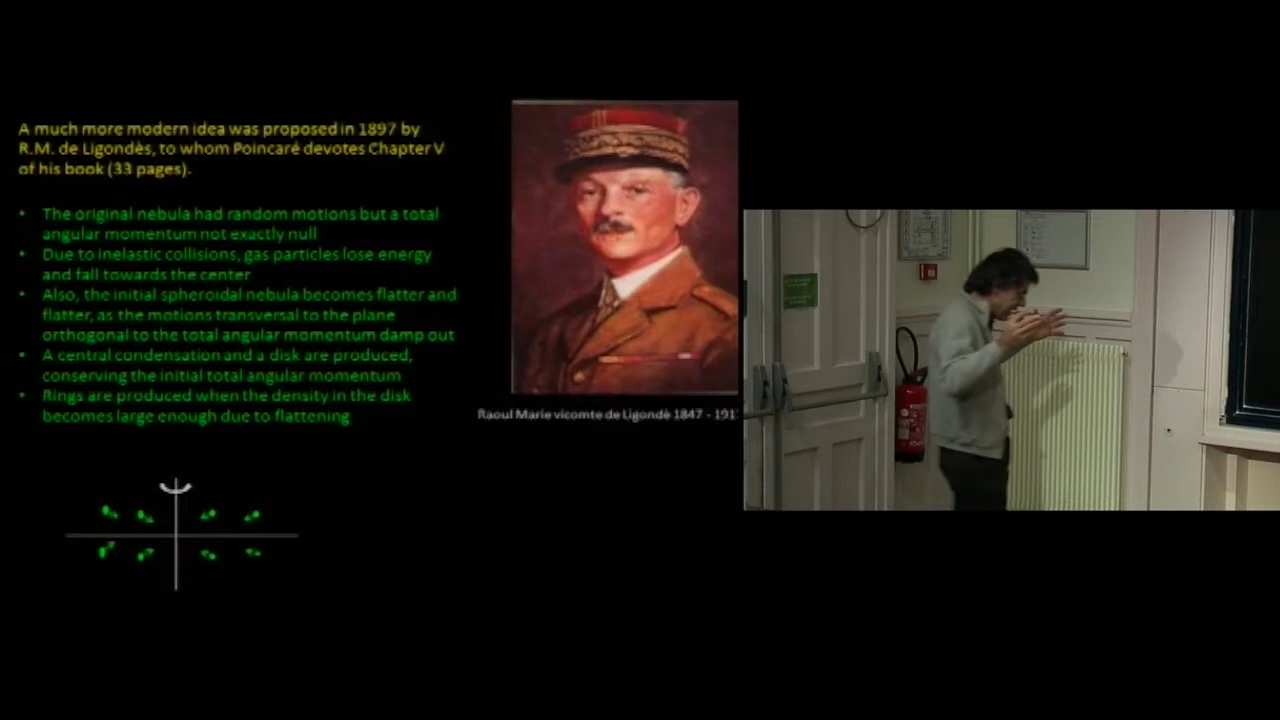 A much more modern idea was proposed in 1897 by
R.M. de Ligondès, to whom Poincaré devotes Chapter V
of his book (33 pages).
• The original nebula had random motions but a total
angular momentum not exactly null
• Due to inelastic collisions, gas particles lose energy
and fall towards the center
• Also, the initial spheroidal nebula becomes flatter and
flatter, as the motions transversal to the plane
orthogonal to the total angular momentum damp out
• A central condensation and a disk are produced,
conserving the initial total angular momentum
• Rings are produced when the density in the disk
becomes large enough due to flattening
Raoul Marie vicomte de Ligondè 1847 - 191